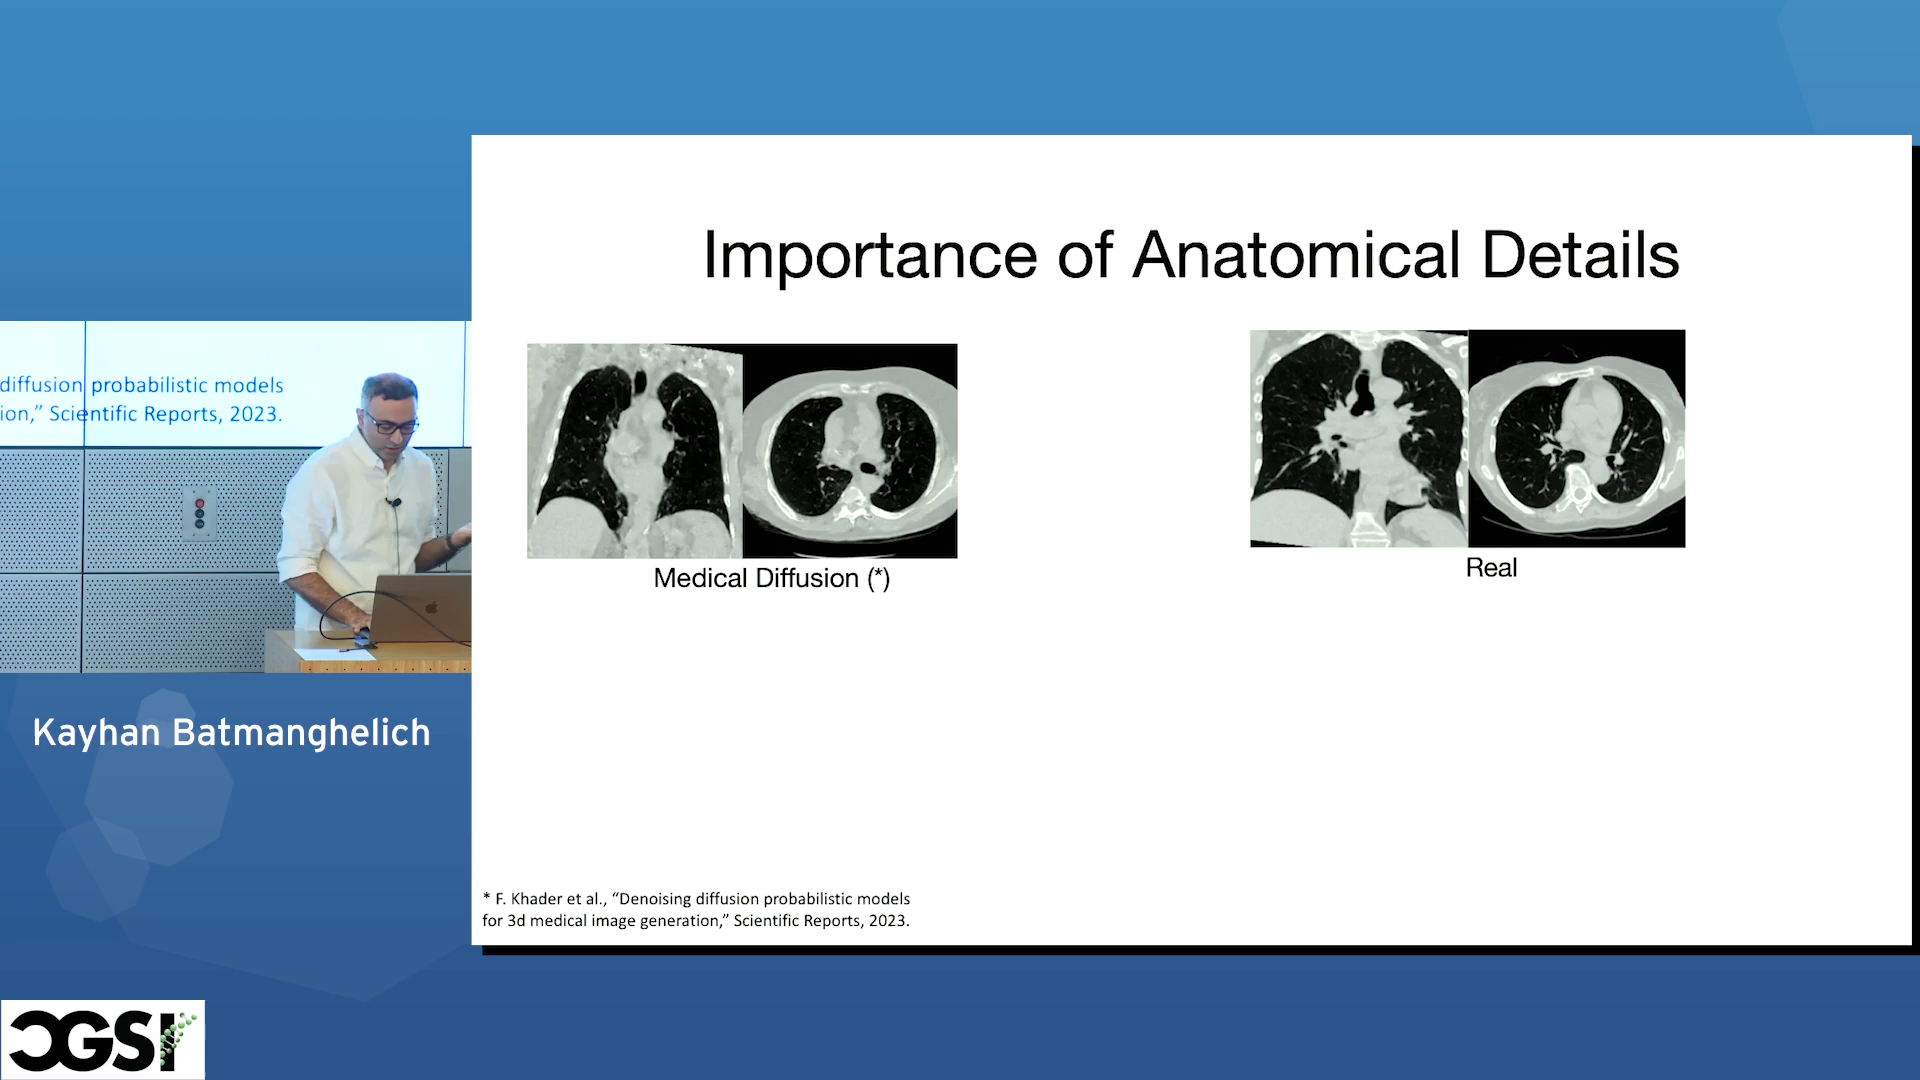 Importance of Anatomical Details
Medical Diffusion (*)
Real
* F. Khader et al., “Denoising diffusion probabilistic models
for 3d medical image generation,” Scientific Reports, 2023.
diffusion probabilistic models
ion,” Scientific Reports, 2023.
Kayhan Batmanghelich
CGSI